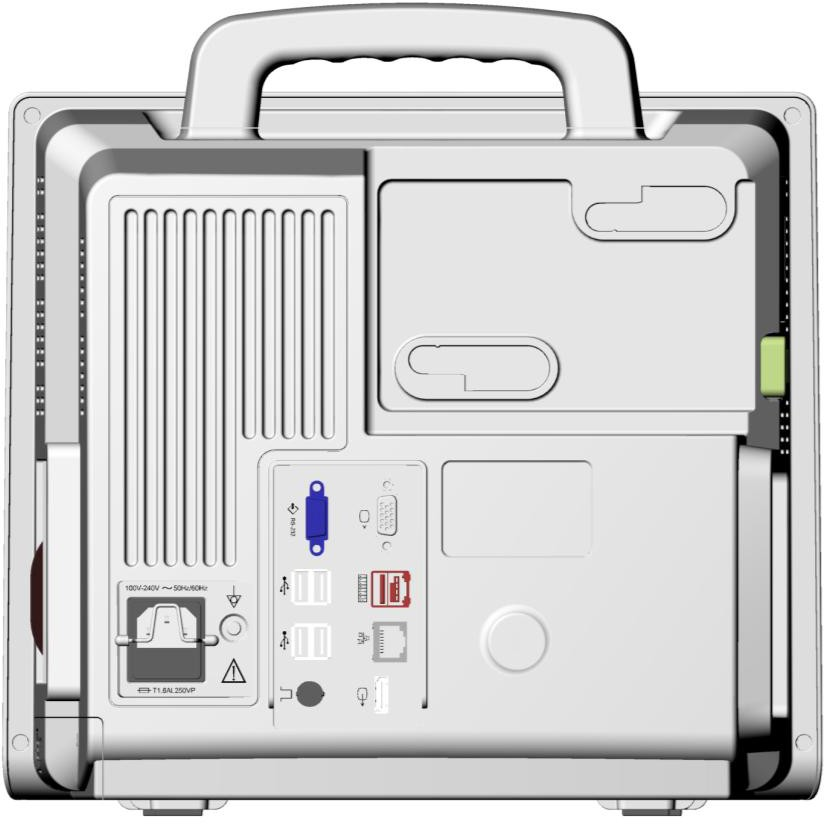 100V-240V ～ 50Hz/60Hz
T1.6AL 250VP
RS-232